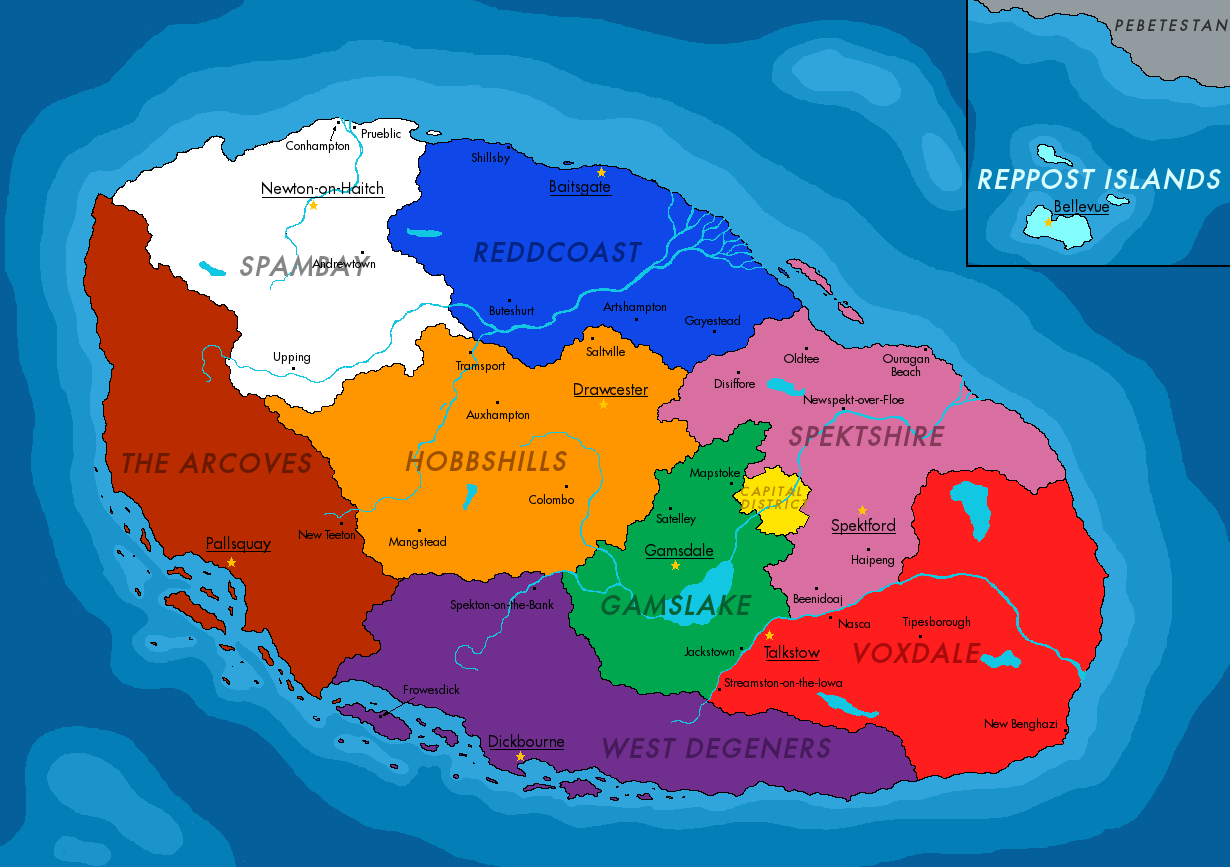 PEBETESTAN
Prueblic
Conhampton
Shillsby
REPPOST ISLANDS
Newton-on-Haitch
Baitsgate
Bellevue
REDDCOAST
SPAMBAY
Andrewtown
Artshampton
Buteshurt
Gayestead
Saltville
Upping
Oldtee
Ouragan
Beach
Tramsport
Disiffore
Drawcester
Newspekt-over-Floe
Auxhampton
SPEKTSHIRE
THE ARCOVES
HOBBSHILLS
Mapstoke
CAPITAL
DISTRICT
Colombo
Satelley
Spektford
New Teeton
Mangstead
Pallsquay
Gamsdale
Haipeng
Beenidoaj
Spekton-on-the-Bank
GAMSLAKE
Nasca
Tipesborough
Jackstown
Talkstow
VOXDALE
Streamston-on-the-Iowa
Frowesdick
New Benghazi
Dickbourne
WEST DEGENERS